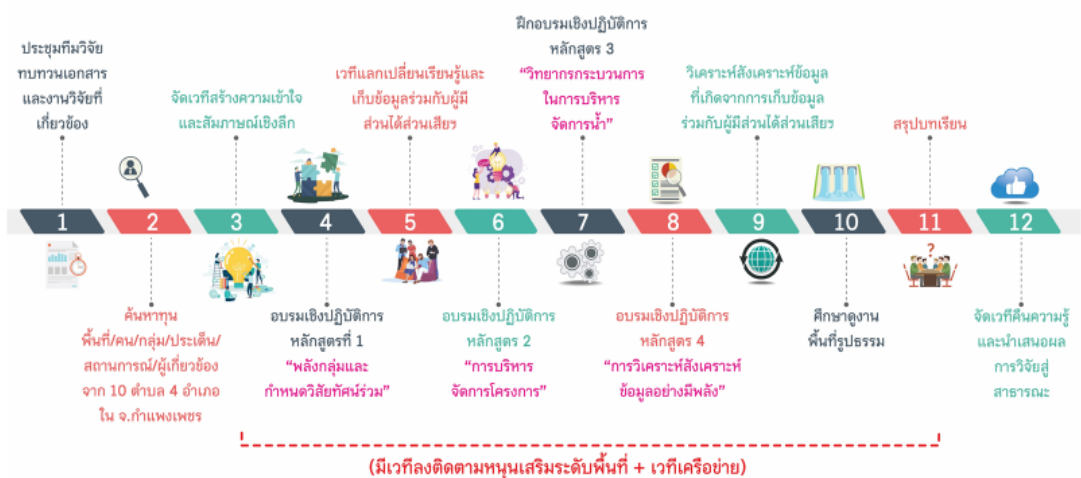 ประชุมทีมวิจัย
ทบทวนเอกสาร
และงานวิจัยที่
เกี่ยวข้อง
จัดเวทีสร้างความเข้าใจ
และสัมภาษณ์เชิงลึก
เวทีแลกเปลี่ยนเรียนรู้และ
เก็บข้อมูลร่วมกับผู้มี
ส่วนได้ส่วนเสียฯ
ฝึกอบรมเชิงปฏิบัติการ
หลักสูตร 3
“วิทยากรกระบวนการ
ในการบริหาร
จัดการน้ำ”
วิเคราะห์สังเคราะห์ข้อมูล
ที่เกิดจากการเก็บข้อมูล
ร่วมกับผู้มีส่วนได้ส่วนเสียฯ
สรุปบทเรียน
1 2 3 4 5 6 7 8 9 10 11 12
?
ค้นหาทุน
พื้นที่/คน/กลุ่ม/ประเด็น/
สถานการณ์/ผู้เกี่ยวข้อง
จาก 10 ตำบล 4 อำเภอ
ใน จ.กำแพงเพชร
อบรมเชิงปฏิบัติการ
หลักสูตรที่ 1
“พลังกลุ่มและ
กำหนดวิสัยทัศน์ร่วม”
อบรมเชิงปฏิบัติการ
หลักสูตร 2
“การบริหาร
จัดการโครงการ”
อบรมเชิงปฏิบัติการ
หลักสูตร 4
“การวิเคราะห์สังเคราะห์
ข้อมูลอย่างมีพลัง”
ศึกษาดูงาน
พื้นที่รูปธรรม
จัดเวทีคืนความรู้
และนำเสนอผล
การวิจัยสู่
สาธารณะ
(มีเวทีลงติดตามหนุนเสริมระดับพื้นที่ + เวทีเครือข่าย)